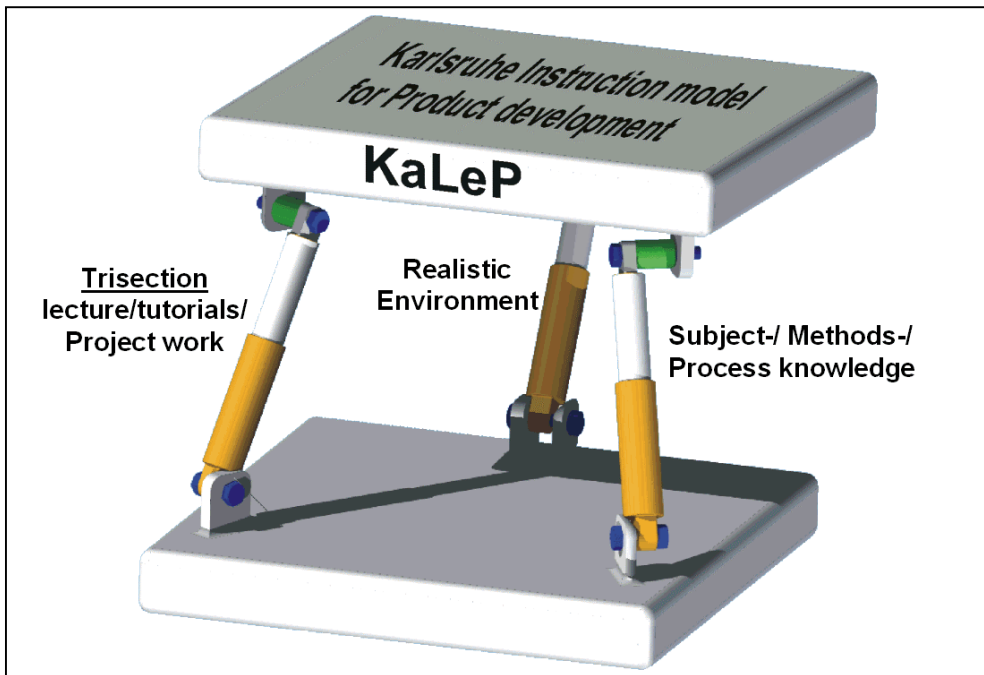 Karlsruhe Instruction model
for Product development
KaLeP
Trisection
lecture/tutorials/
Project work
Realistic
Environment
Subject-/ Methods-/
Process knowledge